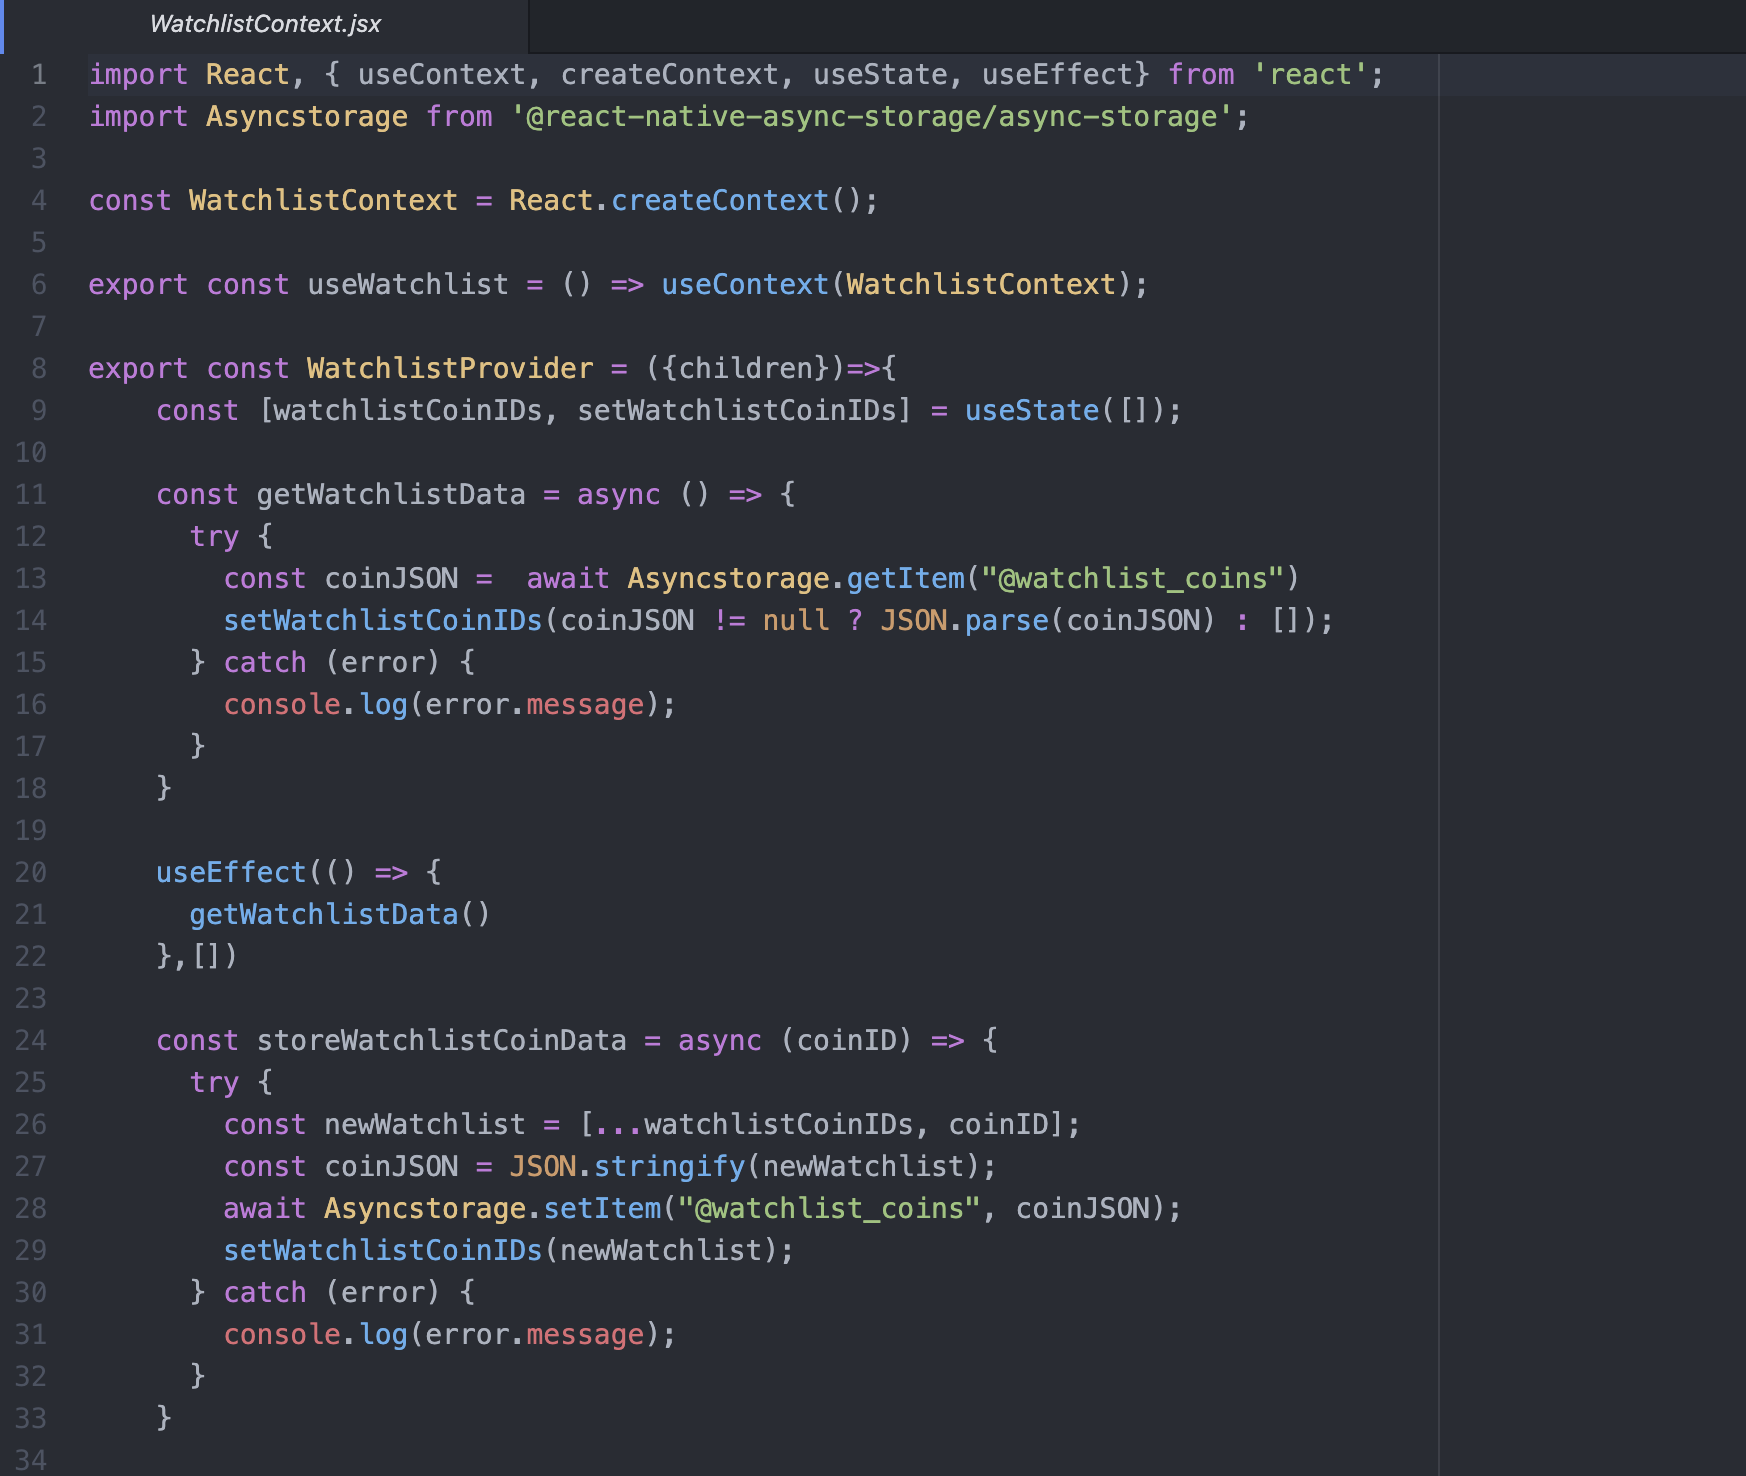 WatchlistContext.jsx
1 import React, { useContext, createContext, useState, useEffect} from 'react';
2 import Asyncstorage from '@react-native-async-storage/async-storage';
3
4 const WatchlistContext = React.createContext();
5
6 export const useWatchlist = () => useContext(WatchlistContext);
7
8 export const WatchlistProvider = ({children})=>{
9     const [watchlistCoinIDs, setWatchlistCoinIDs] = useState([]);
10
11     const getWatchlistData = async () => {
12       try {
13         const coinJSON =  await Asyncstorage.getItem("@watchlist_coins")
14         setWatchlistCoinIDs(coinJSON != null ? JSON.parse(coinJSON) : []);
15       } catch (error) {
16         console.log(error.message);
17       }
18     }
19
20     useEffect(() => {
21       getWatchlistData()
22     },[])
23
24     const storeWatchlistCoinData = async (coinID) => {
25       try {
26         const newWatchlist = [...watchlistCoinIDs, coinID];
27         const coinJSON = JSON.stringify(newWatchlist);
28         await Asyncstorage.setItem("@watchlist_coins", coinJSON);
29         setWatchlistCoinIDs(newWatchlist);
30       } catch (error) {
31         console.log(error.message);
32       }
33     }
34